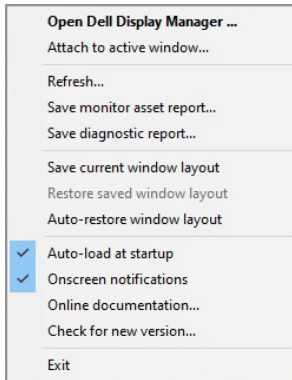 Open Dell Display Manager ...
Attach to active window...
Refresh...
Save monitor asset report...
Save diagnostic report...
Save current window layout
Restore saved window layout
Auto-restore window layout
Auto-load at startup
Onscreen notifications
Online documentation...
Check for new version...
Exit